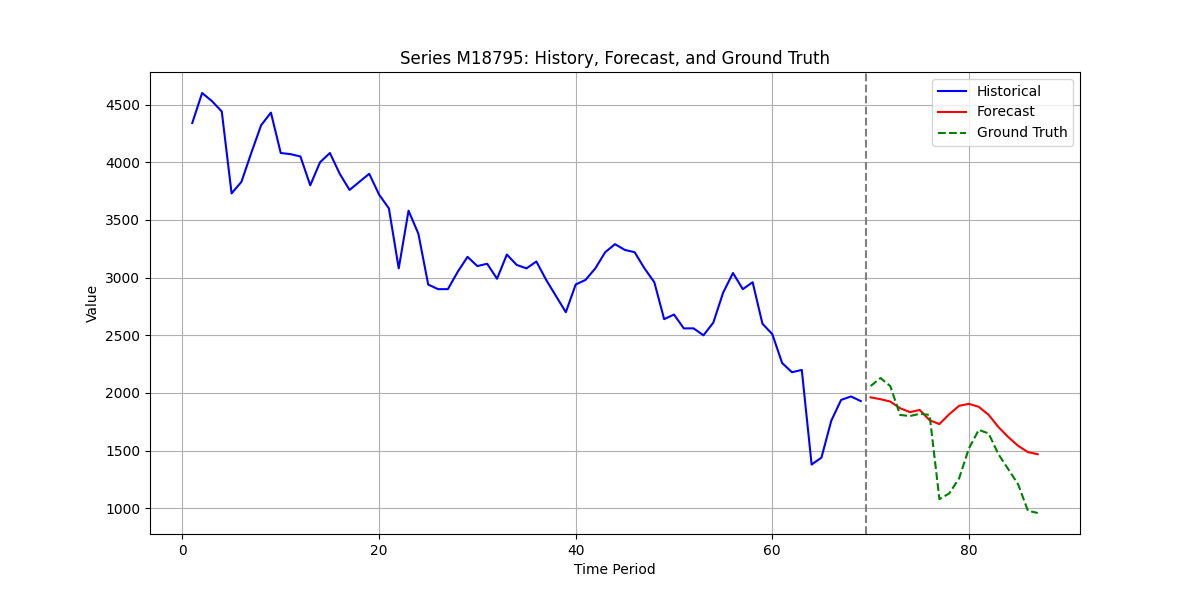 Series M18795: History, Forecast, and Ground Truth
Historical
Forecast
Ground Truth
4500
4000
3500
3000
2500
2000
1500
1000
Value
0 20 40 60 80
Time Period